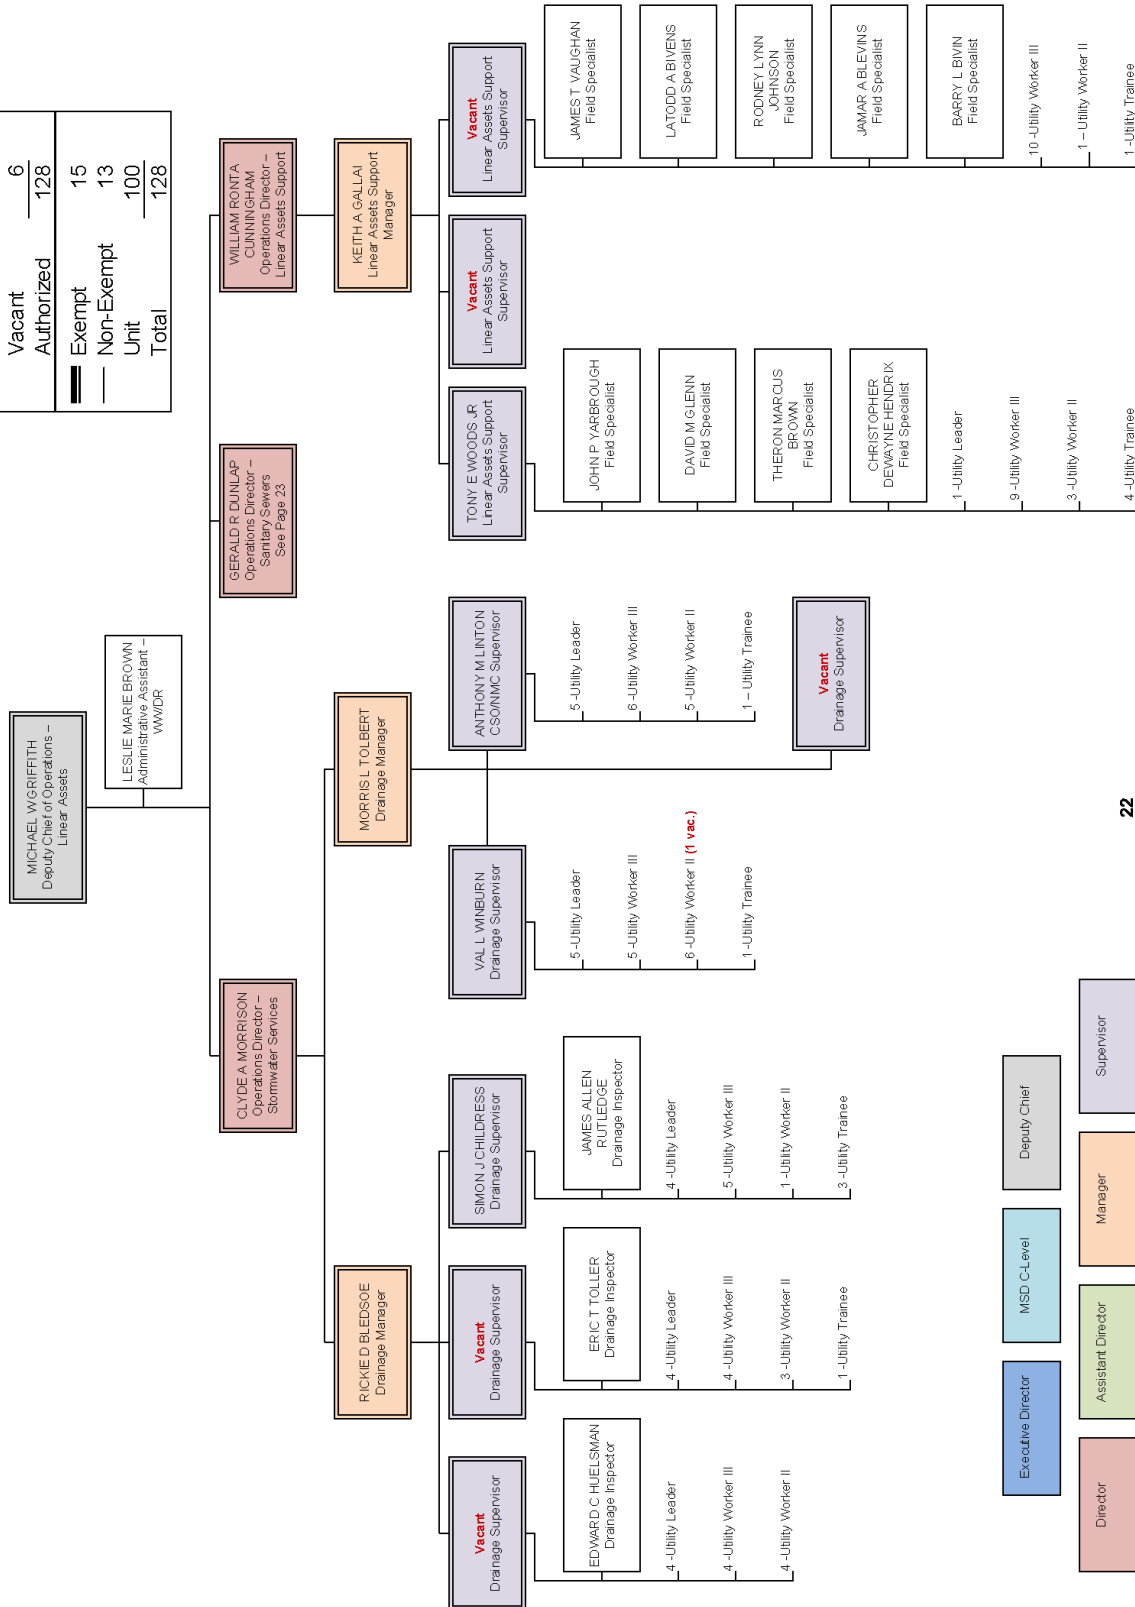 Vacant 6
Authorized 128
Exempt 15
Non-Exempt 13
Unit 100
Total 128
MICHAEL W GRIFFITH
Deputy Chief of Operations –
Linear Assets
LESLIE MARIE BROWN
Administrative Assistant –
WW/DR
CLYDE A MORRISON
Operations Director –
Stormwater Services
GERALD R DUNLAP
Operations Director –
Sanitary Sewers
See Page 23
WILLIAM RONTA
CUNNINGHAM
Operations Director –
Linear Assets Support
RICKIE D BLEDSOE
Drainage Manager
MORRIS L TOLBERT
Drainage Manager
KEITH A GALLAI
Linear Assets Support
Manager
Vacant
Drainage Supervisor
Vacant
Drainage Supervisor
SIMON J CHILDRESS
Drainage Supervisor
VAL L WINBURN
Drainage Supervisor
ANTHONY M LINTON
CSO/NMC Supervisor
TONY E WOODS JR
Linear Assets Support
Supervisor
Vacant
Linear Assets Support
Supervisor
Vacant
Linear Assets Support
Supervisor
EDWARD C HUELSMAN
Drainage Inspector
4 -Utility Leader
4 -Utility Worker III
4 -Utility Worker II
ERIC T TOLLER
Drainage Inspector
4 -Utility Leader
4 -Utility Worker III
3 -Utility Worker II
1 -Utility Trainee
JAMES ALLEN
RUTLEDGE
Drainage Inspector
4 -Utility Leader
5 -Utility Worker III
1 -Utility Worker II
3 -Utility Trainee
5 -Utility Leader
5 -Utility Worker III
6 -Utility Worker II (1 vac.)
1 -Utility Trainee
5 -Utility Leader
6 -Utility Worker III
5 -Utility Worker II
1 – Utility Trainee
Vacant
Drainage Supervisor
JOHN P YARBROUGH
Field Specialist
DAVID M GLENN
Field Specialist
THERON MARCUS
BROWN
Field Specialist
CHRISTOPHER
DEWAYNE HENDRIX
Field Specialist
1 -Utility Leader
9 -Utility Worker III
3 -Utility Worker II
4 -Utility Trainee
JAMES T VAUGHAN
Field Specialist
LATODD A BIVENS
Field Specialist
RODNEY LYNN
JOHNSON
Field Specialist
JAMAR A BLEVINS
Field Specialist
BARRY L BIVIN
Field Specialist
10 -Utility Worker III
1 – Utility Worker II
1 -Utility Trainee
Executive Director
MSD C-Level
Deputy Chief
Director
Assistant Director
Manager
Supervisor
22